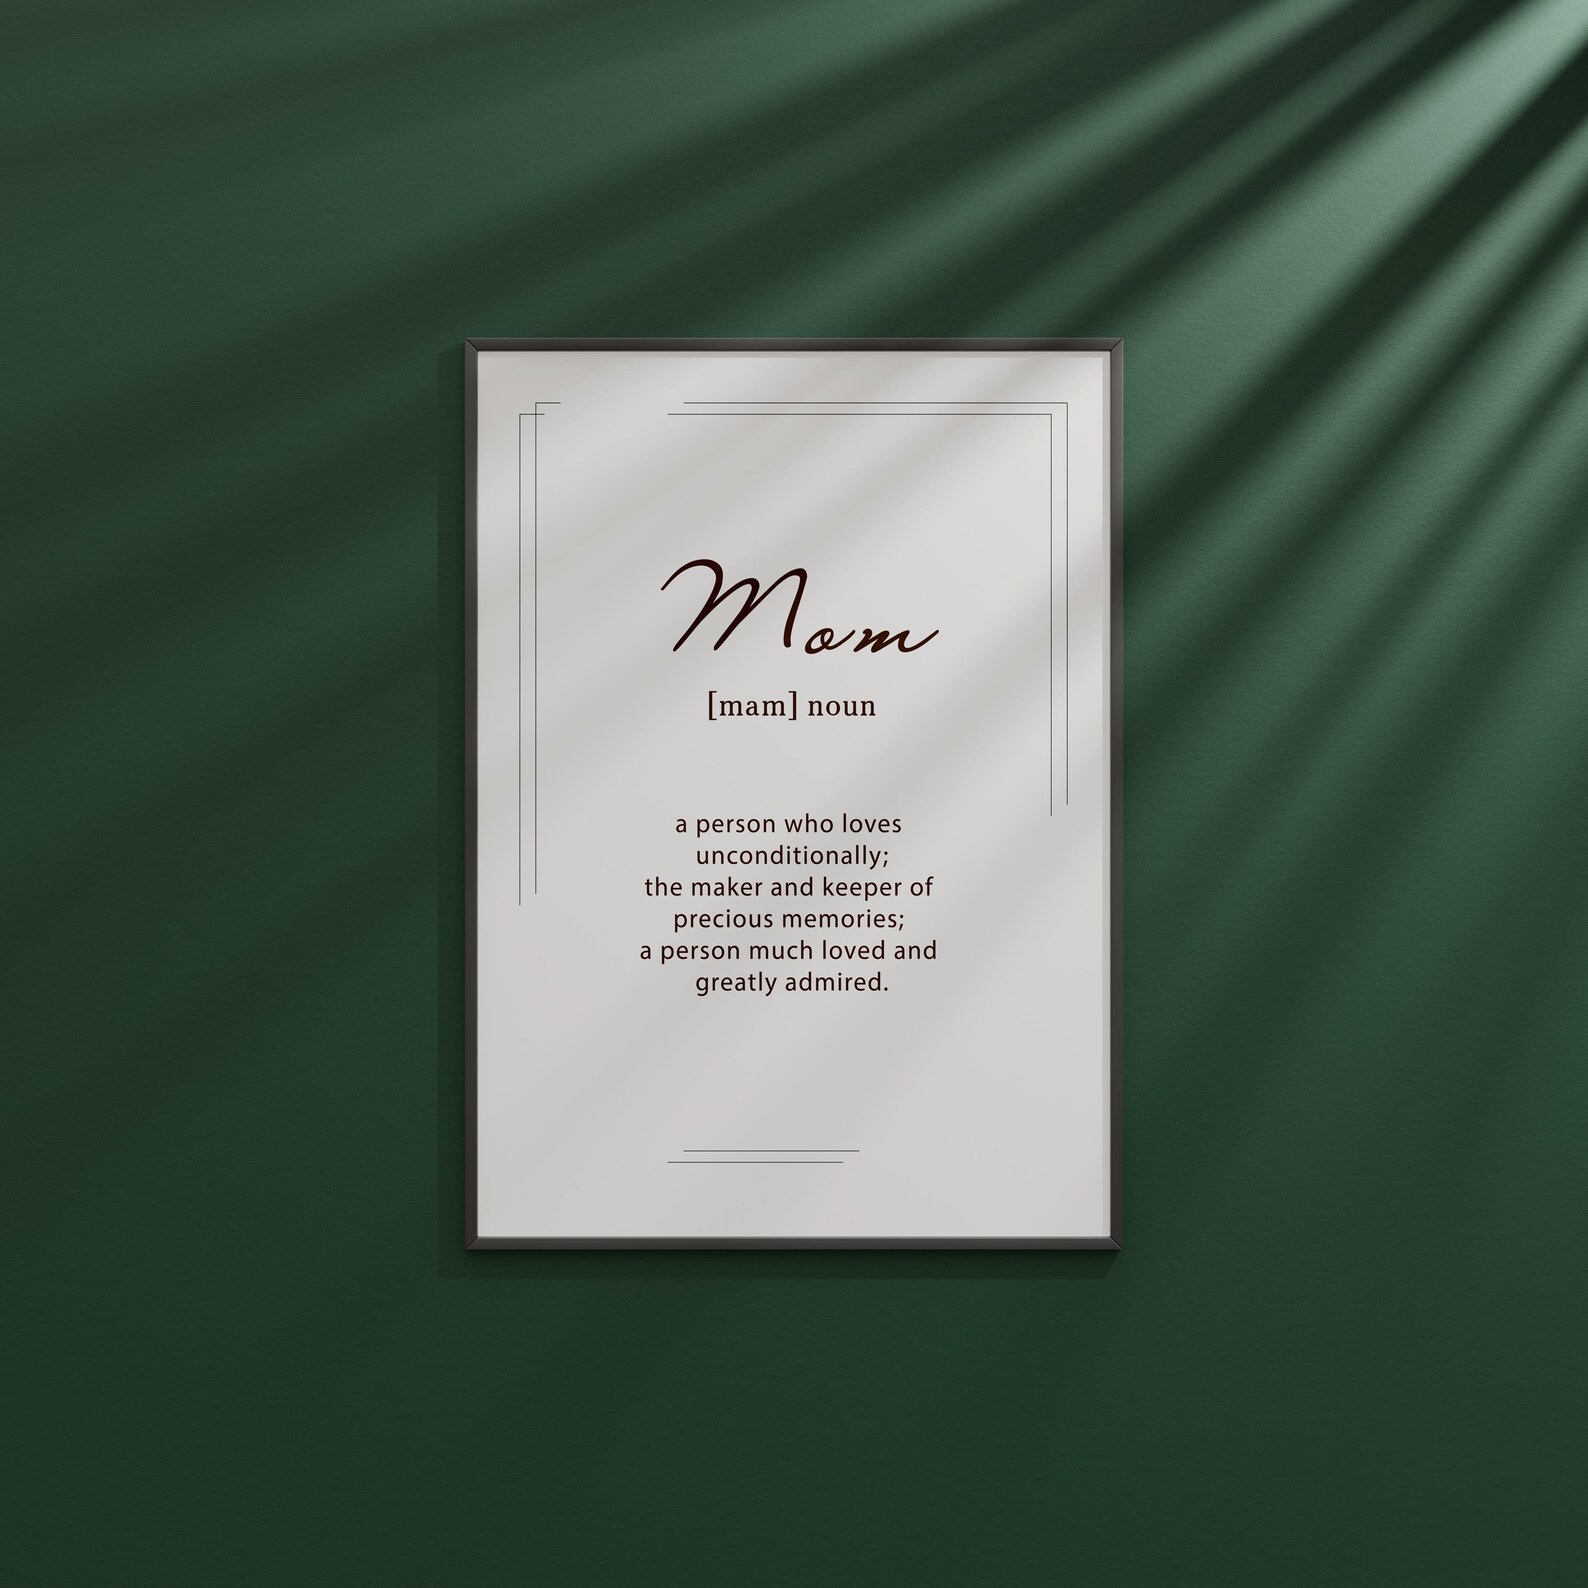 Mom
[mam] noun
a person who loves
unconditionally;
the maker and keeper of
precious memories;
a person much loved and
greatly admired.